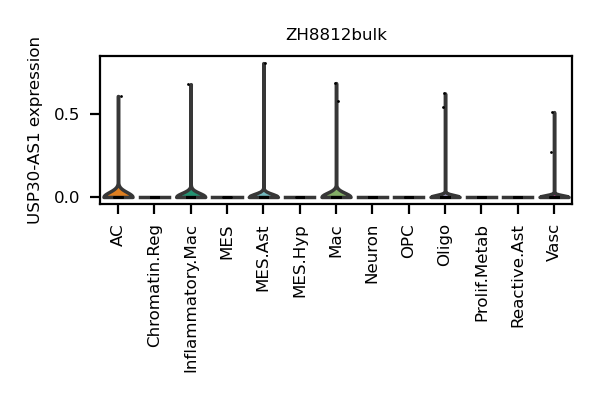 ZH8812bulk
USP30-AS1 expression
0.5
0.0
AC
Chromatin.Reg
Inflammatory.Mac
MES
MES.Ast
MES.Hyp
Mac
Neuron
OPC
Oligo
Prolif.Metab
Reactive.Ast
Vasc